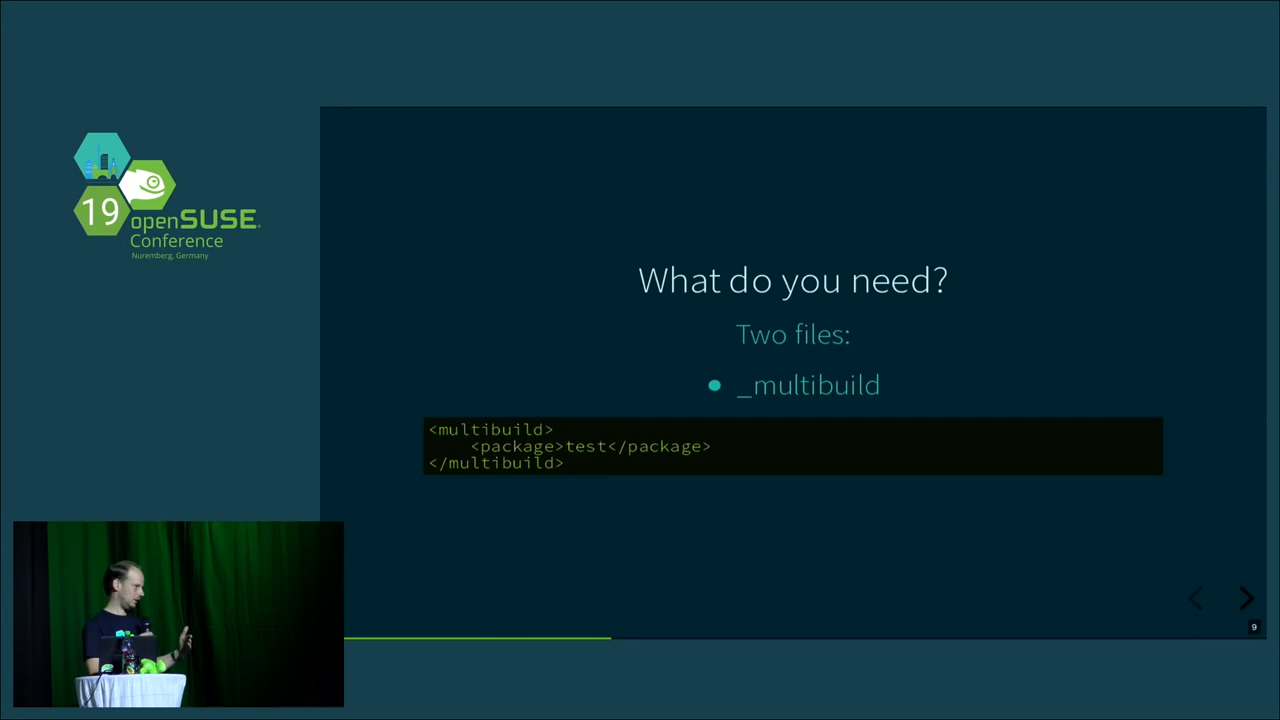 19
openSUSE
Conference
Nuremberg, Germany
What do you need?
Two files:
● _multibuild
<multibuild>
    <package>test</package>
</multibuild>
9